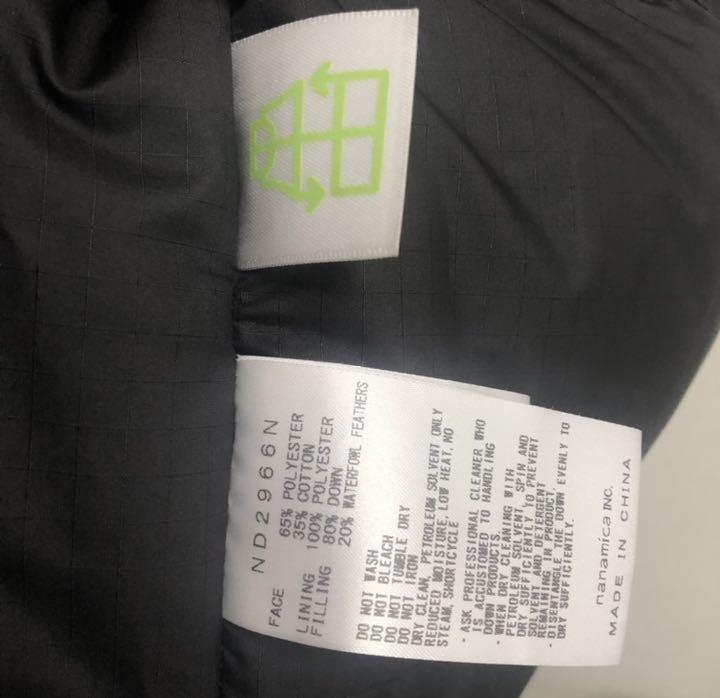 ND2966N
FACE 65% POLYESTER
35% COTTON
LINING 100% POLYESTER
FILLING 80% DOWN
20% WATERFOWL FEATHERS
DO NOT WASH
DO NOT BLEACH
DO NOT TUMBLE DRY
DO NOT IRON
DRY CLEAN, PETROLEUM SOLVENT ONLY
REDUCED MOISTURE, LOW HEAT, NO
STEAM, SHORTCYCLE
・ASK PROFESSIONAL CLEANER WHO
IS ACCUSTOMED TO HANDLING
DOWN PRODUCTS.
・WHEN DRY CLEANING WITH
PETROLEUM SOLVENT, SPIN AND
DRY SUFFICIENTLY TO PREVENT
SOLVENT AND DETERGENT
REMAINING IN PRODUCT.
・DISENTANGLE THE DOWN EVENLY TO
DRY SUFFICIENTLY.
nanamica INC.
MADE IN CHINA